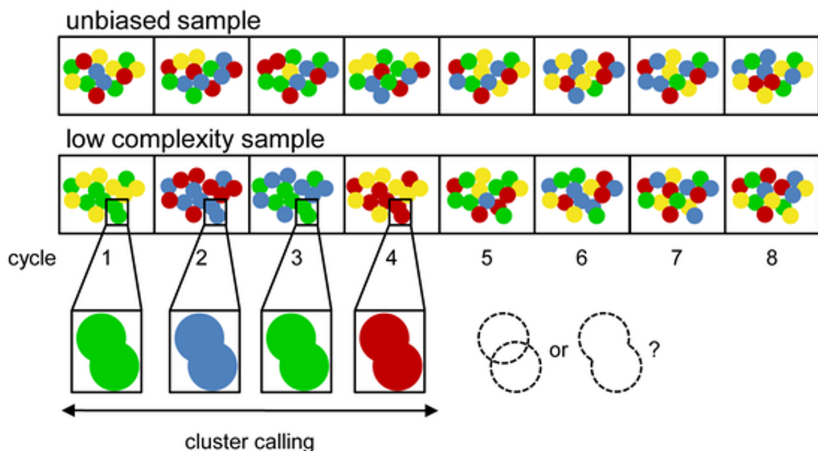 unbiased sample
low complexity sample
cycle 1 2 3 4 5 6 7 8
or ?
cluster calling